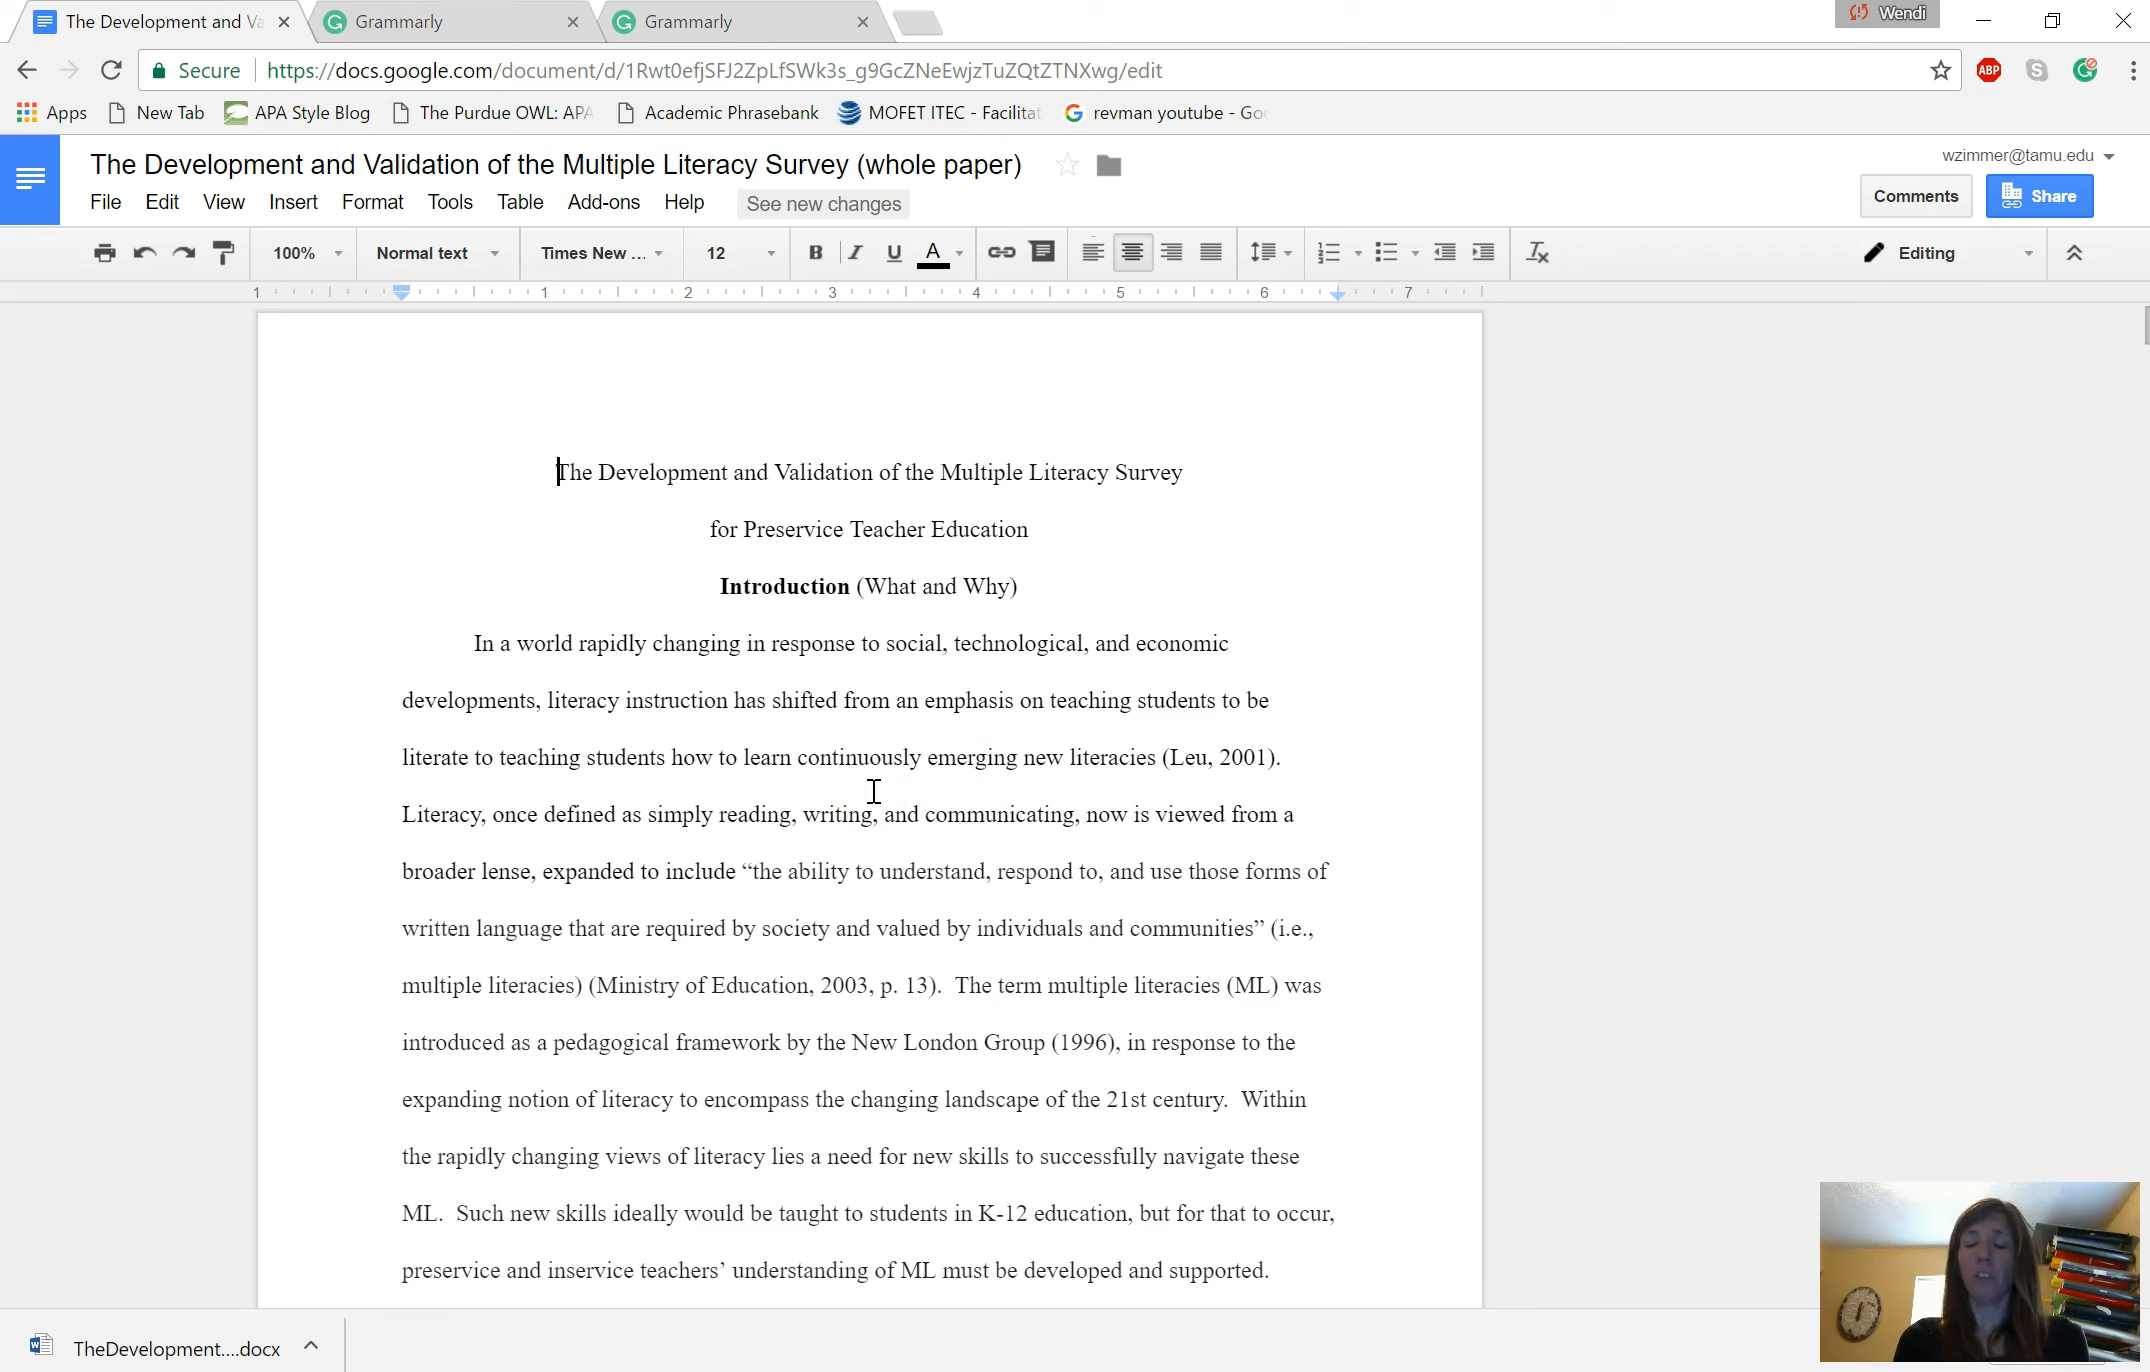 The Development and Va
Grammarly
Grammarly
Wendi
Secure
https://docs.google.com/document/d/1Rwt0efjSFJ2ZpLfSWk3s_g9GcZNeEwjzTuZQtZTNXwg/edit
ABP
Apps
New Tab
APA Style Blog
The Purdue OWL: APA
Academic Phrasebank
MOFET ITEC - Facilitat
revman youtube - Goo
The Development and Validation of the Multiple Literacy Survey (whole paper)
wzimmer@tamu.edu
File Edit View Insert Format Tools Table Add-ons Help
See new changes
Comments
Share
100%
Normal text
Times New ...
12
B I U A
Editing
1 1 2 3 4 5 6 7
The Development and Validation of the Multiple Literacy Survey
for Preservice Teacher Education
Introduction (What and Why)
In a world rapidly changing in response to social, technological, and economic
developments, literacy instruction has shifted from an emphasis on teaching students to be
literate to teaching students how to learn continuously emerging new literacies (Leu, 2001).
Literacy, once defined as simply reading, writing, and communicating, now is viewed from a
broader lense, expanded to include “the ability to understand, respond to, and use those forms of
written language that are required by society and valued by individuals and communities” (i.e.,
multiple literacies) (Ministry of Education, 2003, p. 13).  The term multiple literacies (ML) was
introduced as a pedagogical framework by the New London Group (1996), in response to the
expanding notion of literacy to encompass the changing landscape of the 21st century.  Within
the rapidly changing views of literacy lies a need for new skills to successfully navigate these
ML.  Such new skills ideally would be taught to students in K-12 education, but for that to occur,
preservice and inservice teachers’ understanding of ML must be developed and supported.
TheDevelopment....docx